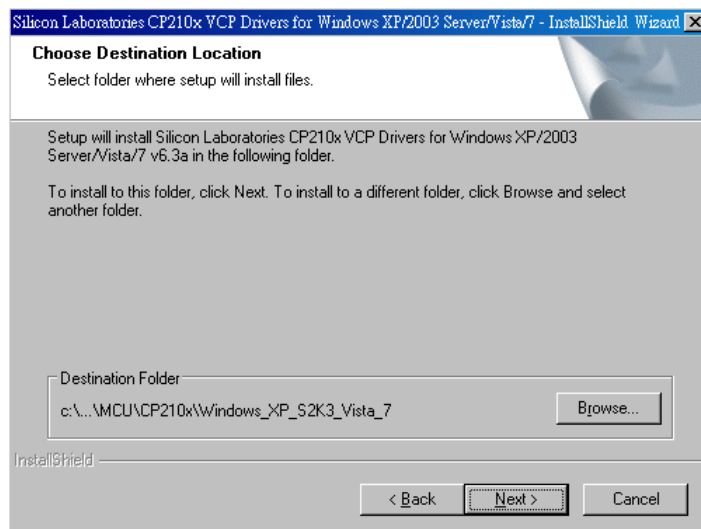 Silicon Laboratories CP210x VCP Drivers for Windows XP/2003 Server/Vista/7 - InstallShield Wizard
Choose Destination Location
Select folder where setup will install files.
Setup will install Silicon Laboratories CP210x VCP Drivers for Windows XP/2003
Server/Vista/7 v6.3a in the following folder.
To install to this folder, click Next. To install to a different folder, click Browse and select
another folder.
Destination Folder
c:\...\MCU\CP210x\Windows_XP_S2K3_Vista_7
Browse...
InstallShield
< Back
Next >
Cancel